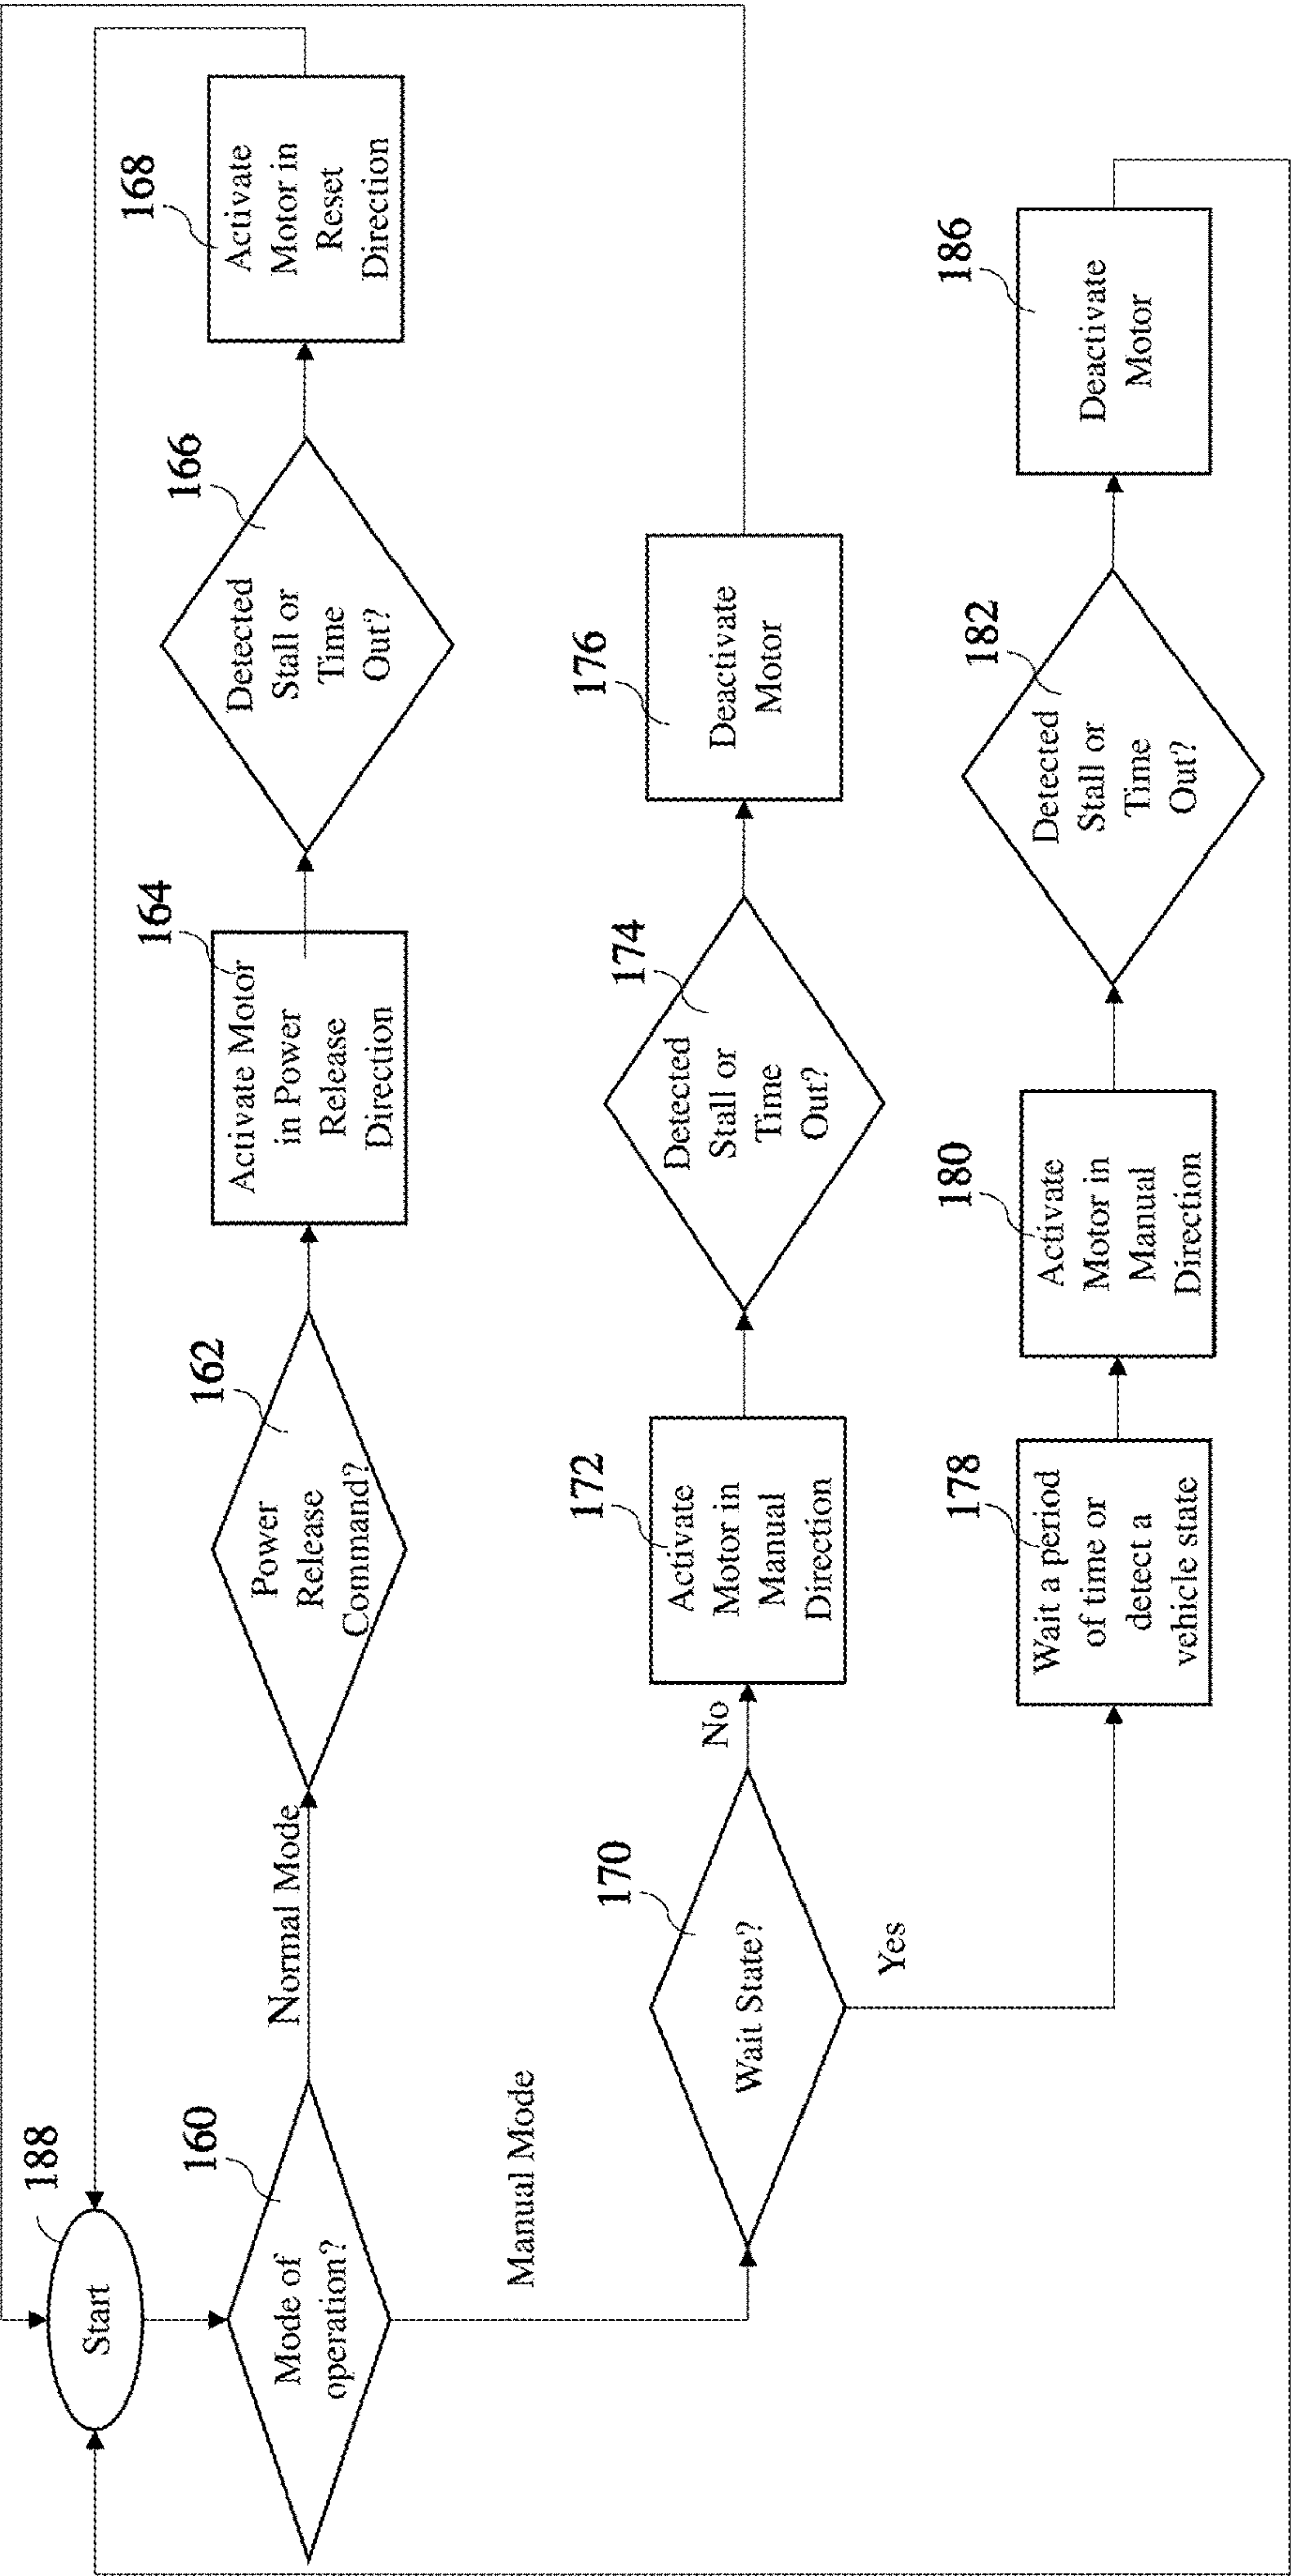 188
Start
160
Mode of
operation?
Normal Mode
162
Power
Release
Command?
164
Activate Motor
in Power
Release
Direction
166
Detected
Stall or
Time
Out?
168
Activate
Motor in
Reset
Direction
Manual Mode
170
Wait State?
No
172
Activate
Motor in
Manual
Direction
174
Detected
Stall or
Time
Out?
176
Deactivate
Motor
Yes
178
Wait a period
of time or
detect a
vehicle state
180
Activate
Motor in
Manual
Direction
182
Detected
Stall or
Time
Out?
186
Deactivate
Motor